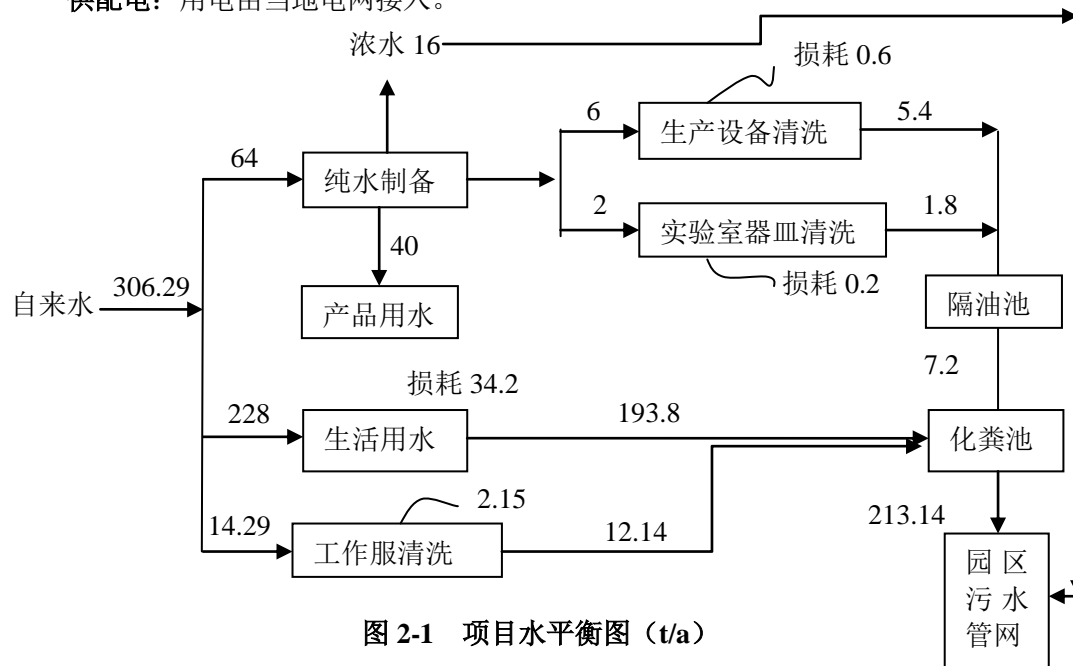 供配电：用电由当地电网接入。
浓水 16
损耗 0.6
6
生产设备清洗
5.4
64
纯水制备
2
实验室器皿清洗
1.8
40
损耗 0.2
自来水
306.29
产品用水
隔油池
7.2
损耗 34.2
228
生活用水
193.8
化粪池
2.15
14.29
工作服清洗
12.14
213.14
园 区
污 水
管网
图 2-1 项目水平衡图（t/a）